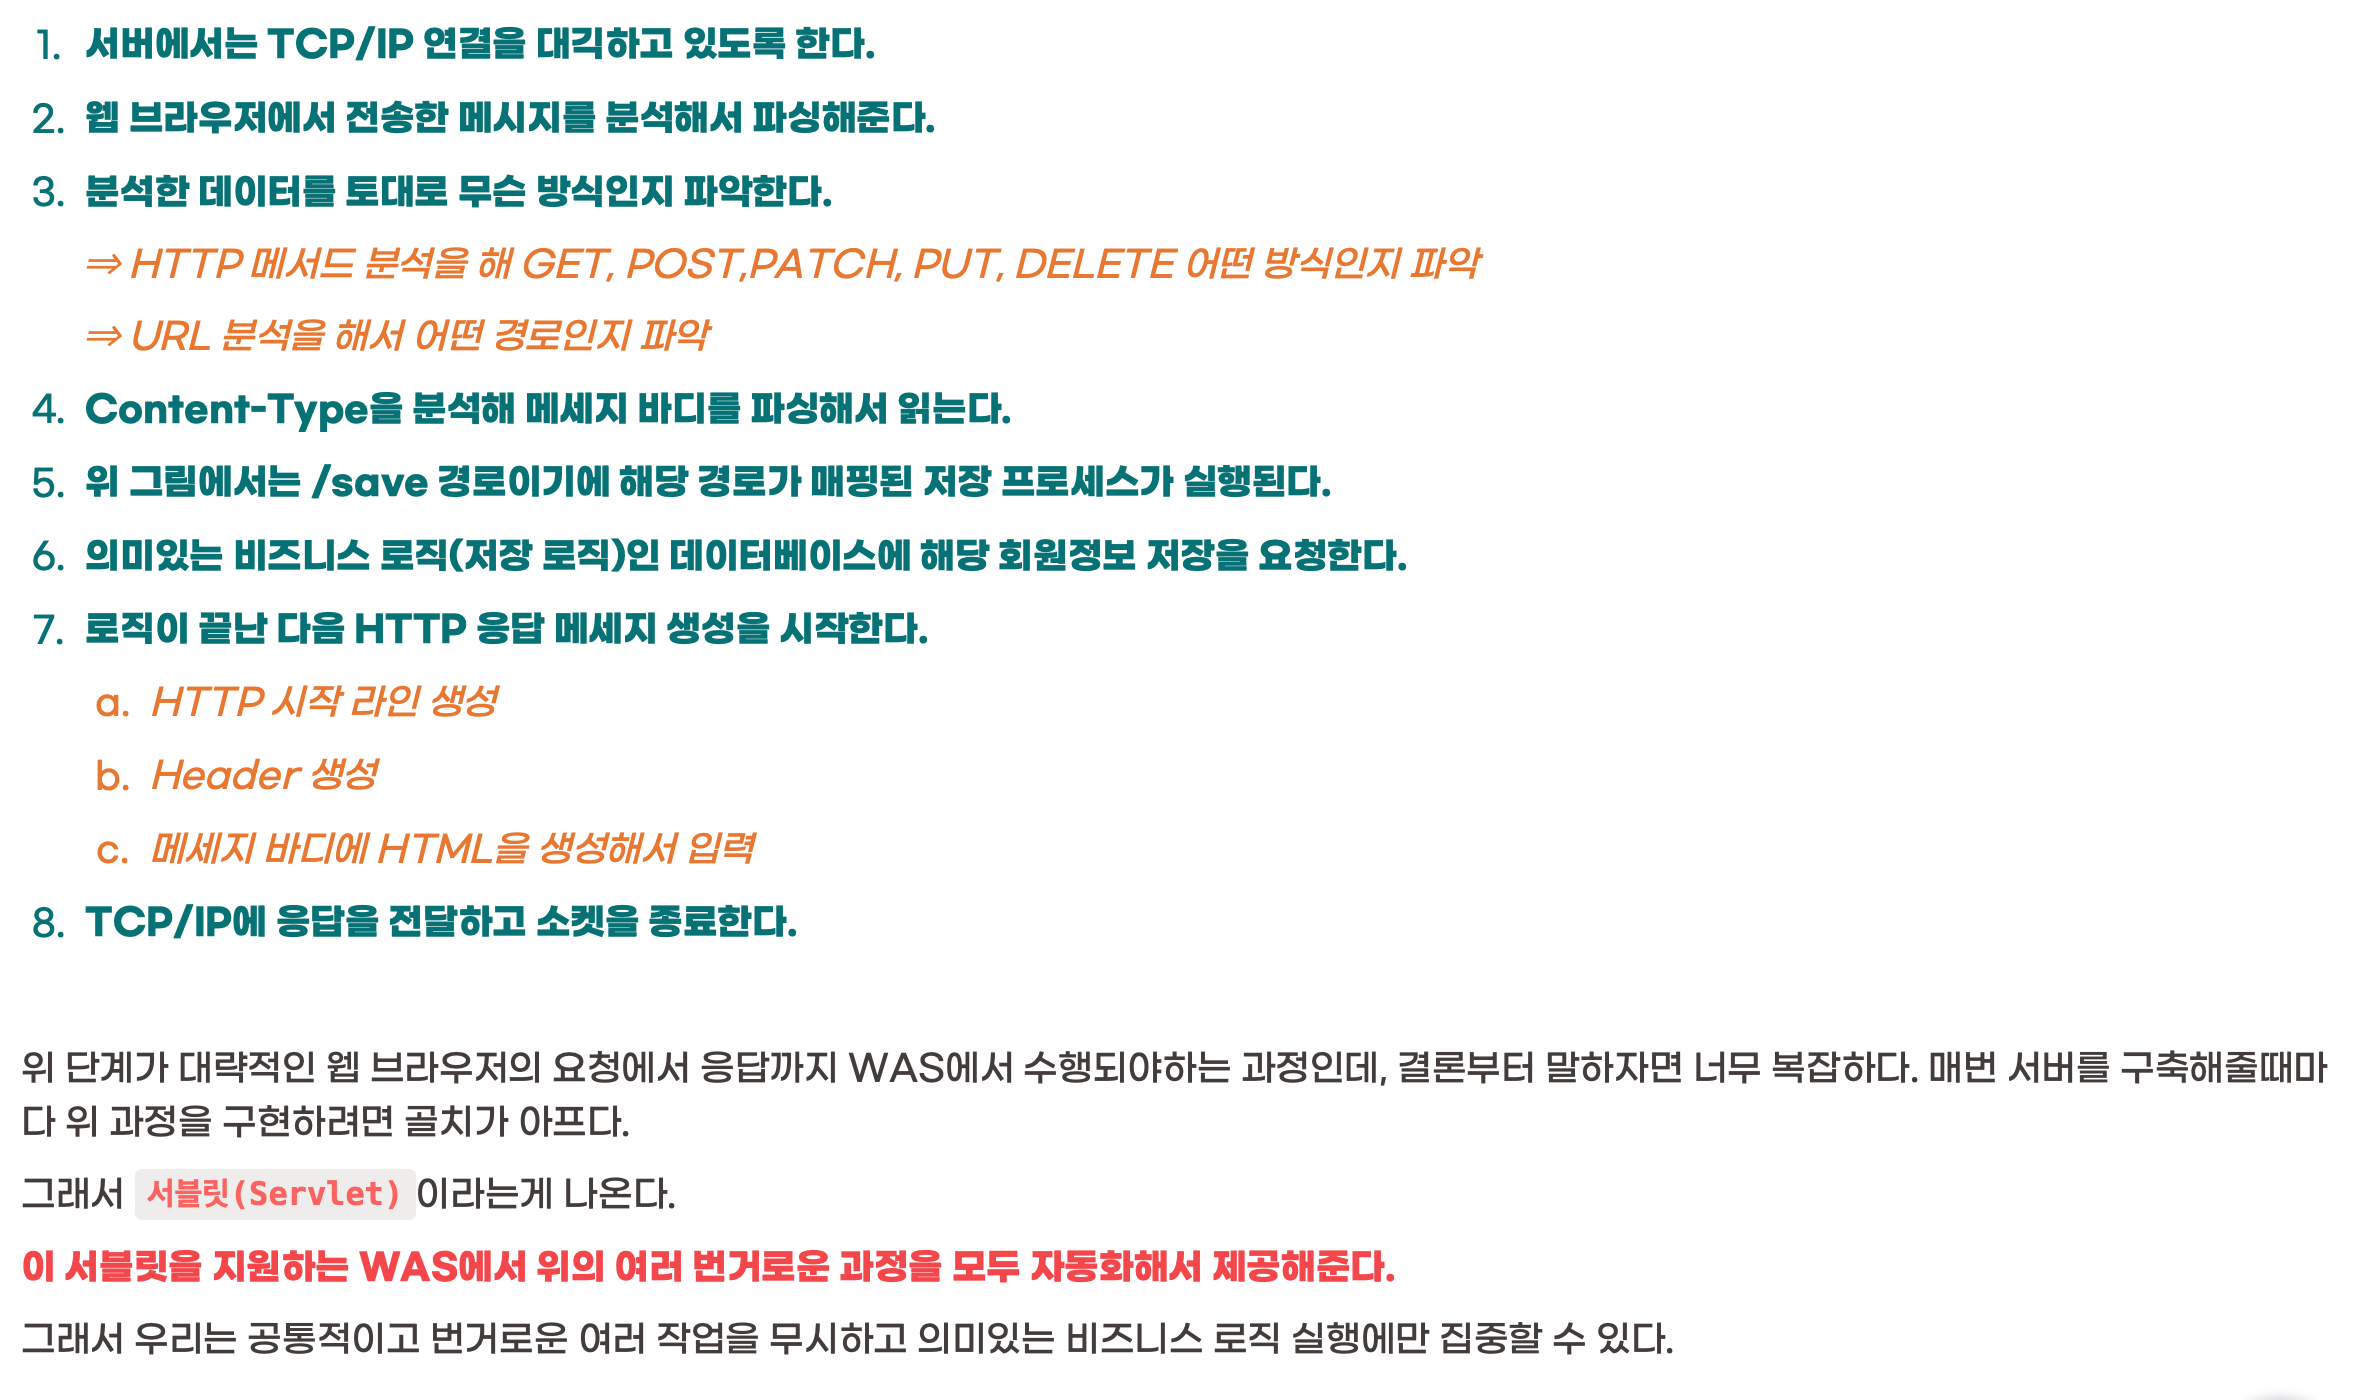 1. 서버에서는 TCP/IP 연결을 대긱하고 있도록 한다.
2. 웹 브라우저에서 전송한 메시지를 분석해서 파싱해준다.
3. 분석한 데이터를 토대로 무슨 방식인지 파악한다.
⇒ HTTP 메서드 분석을 해 GET, POST,PATCH, PUT, DELETE 어떤 방식인지 파악
⇒ URL 분석을 해서 어떤 경로인지 파악
4. Content-Type을 분석해 메세지 바디를 파싱해서 읽는다.
5. 위 그림에서는 /save 경로이기에 해당 경로가 매핑된 저장 프로세스가 실행된다.
6. 의미있는 비즈니스 로직(저장 로직)인 데이터베이스에 해당 회원정보 저장을 요청한다.
7. 로직이 끝난 다음 HTTP 응답 메세지 생성을 시작한다.
a. HTTP 시작 라인 생성
b. Header 생성
c. 메세지 바디에 HTML을 생성해서 입력
8. TCP/IP에 응답을 전달하고 소켓을 종료한다.
위 단계가 대략적인 웹 브라우저의 요청에서 응답까지 WAS에서 수행되야하는 과정인데, 결론부터 말하자면 너무 복잡하다. 매번 서버를 구축해줄때마
다 위 과정을 구현하려면 골치가 아프다.
그래서 서블릿(Servlet)이라는게 나온다.
이 서블릿을 지원하는 WAS에서 위의 여러 번거로운 과정을 모두 자동화해서 제공해준다.
그래서 우리는 공통적이고 번거로운 여러 작업을 무시하고 의미있는 비즈니스 로직 실행에만 집중할 수 있다.